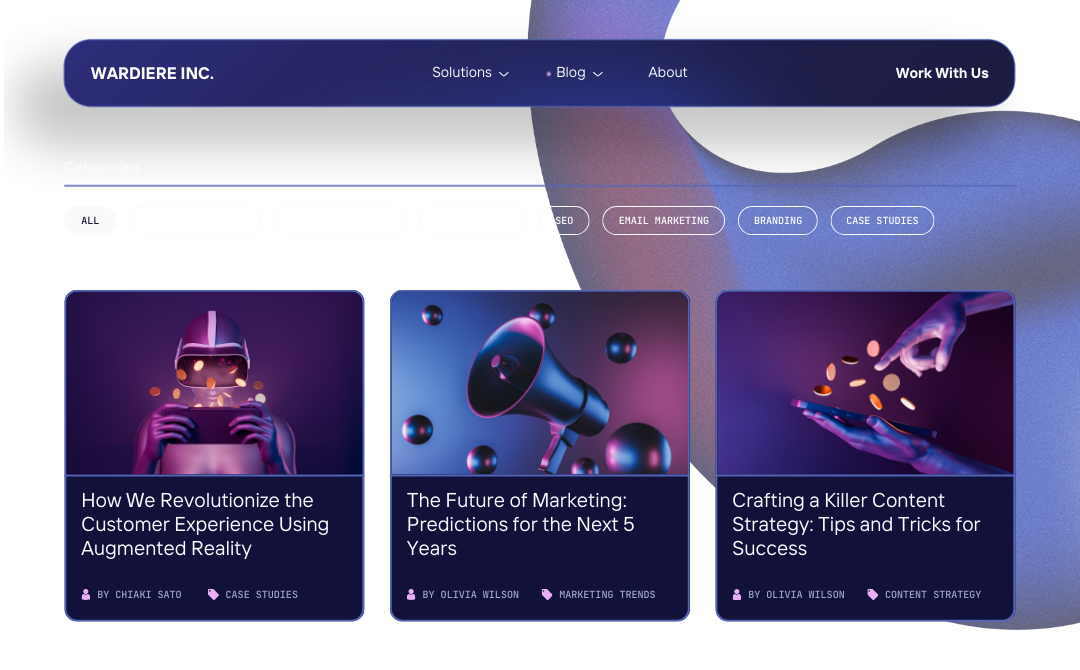 WARDIERE INC.
Solutions
Blog
About
Work With Us
Categories
ALL
SEO
EMAIL MARKETING
BRANDING
CASE STUDIES
How We Revolutionize the
Customer Experience Using
Augmented Reality
BY CHIAKI SATO
CASE STUDIES
The Future of Marketing:
Predictions for the Next 5
Years
BY OLIVIA WILSON
MARKETING TRENDS
Crafting a Killer Content
Strategy: Tips and Tricks for
Success
BY OLIVIA WILSON
CONTENT STRATEGY